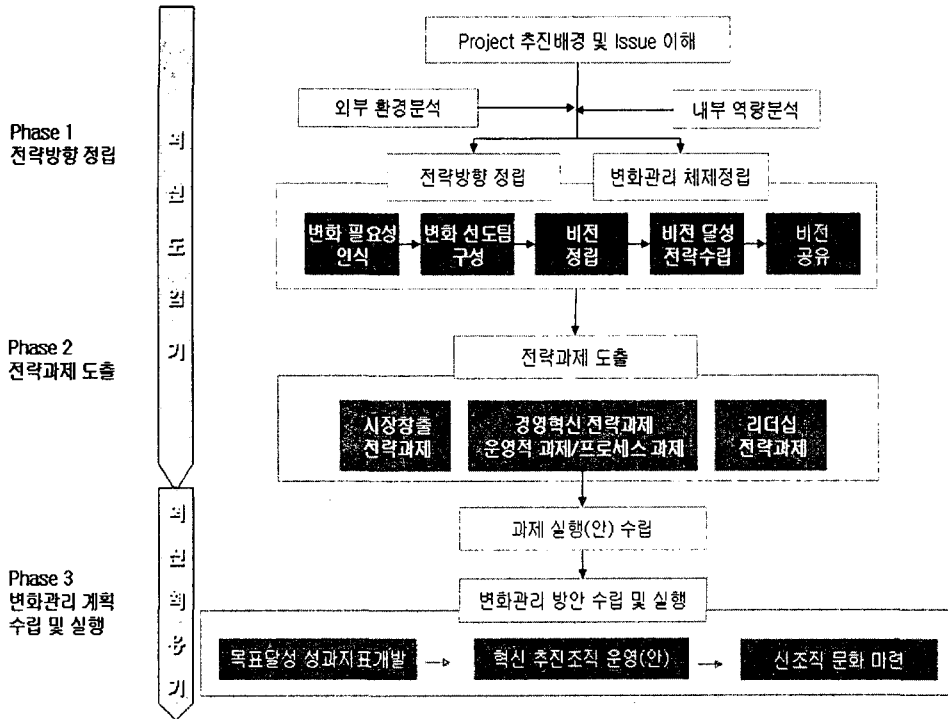 Project 추진배경 및 Issue 이해
외부 환경분석
내부 역량분석
Phase 1
전략방향 정립
전략방향 정립
변화관리 체제정립
변화 필요성
인식
변화 선도팀
구성
비전
정립
비전 달성
전략수립
비전
공유
혁신도입기
Phase 2
전략과제 도출
전략과제 도출
시장창출
전략과제
경영혁신 전략과제
운영적 과제/프로세스 과제
리더십
전략과제
과제 실행(안) 수립
Phase 3
변화관리 계획
수립 및 실행
변화관리 방안 수립 및 실행
목표달성 성과지표개발
혁신 추진조직 운영(안)
신조직 문화 마련